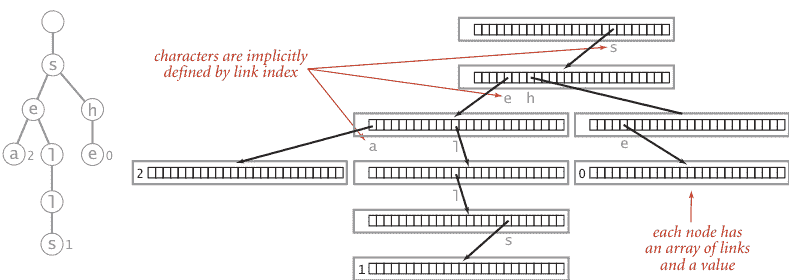 s
e
h
a 2
l
e 0
l
s 1
characters are implicitly
defined by link index
s
e
h
a
l
e
2
0
l
s
1
each node has
an array of links
and a value